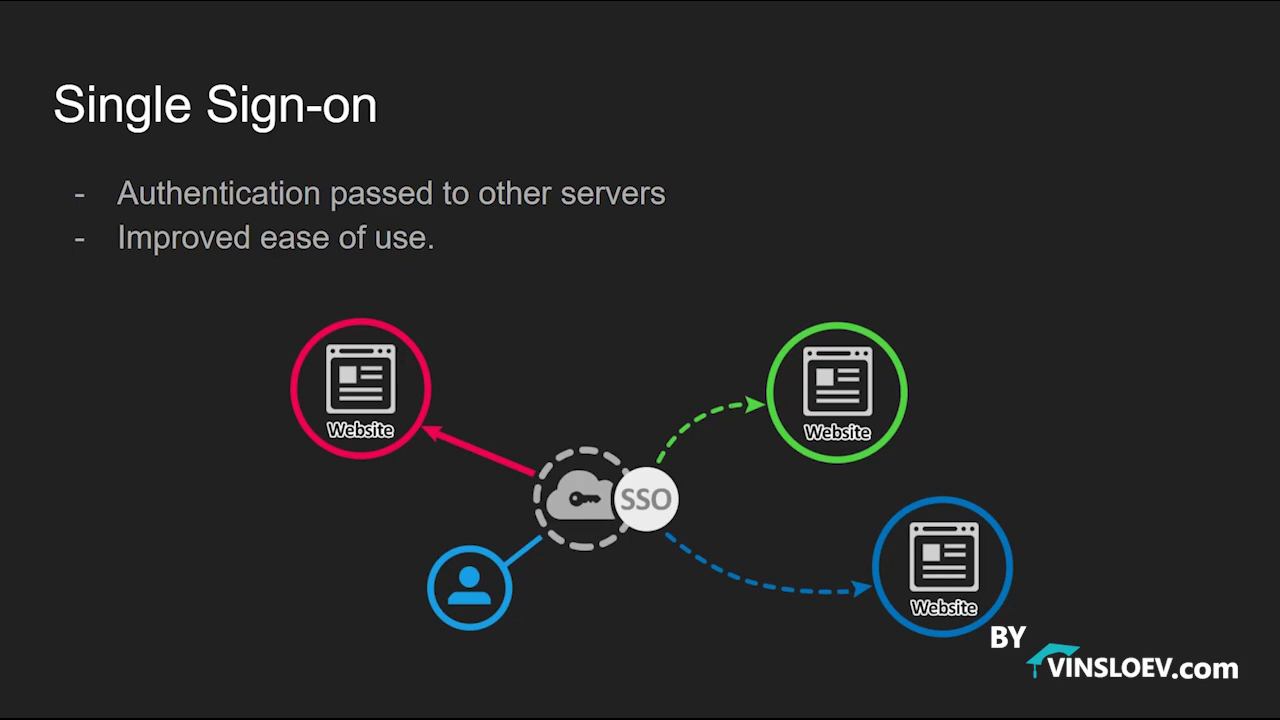 Single Sign-on
- Authentication passed to other servers
- Improved ease of use.
Website
Website
SSO
Website
BY
VINSLOEV.com